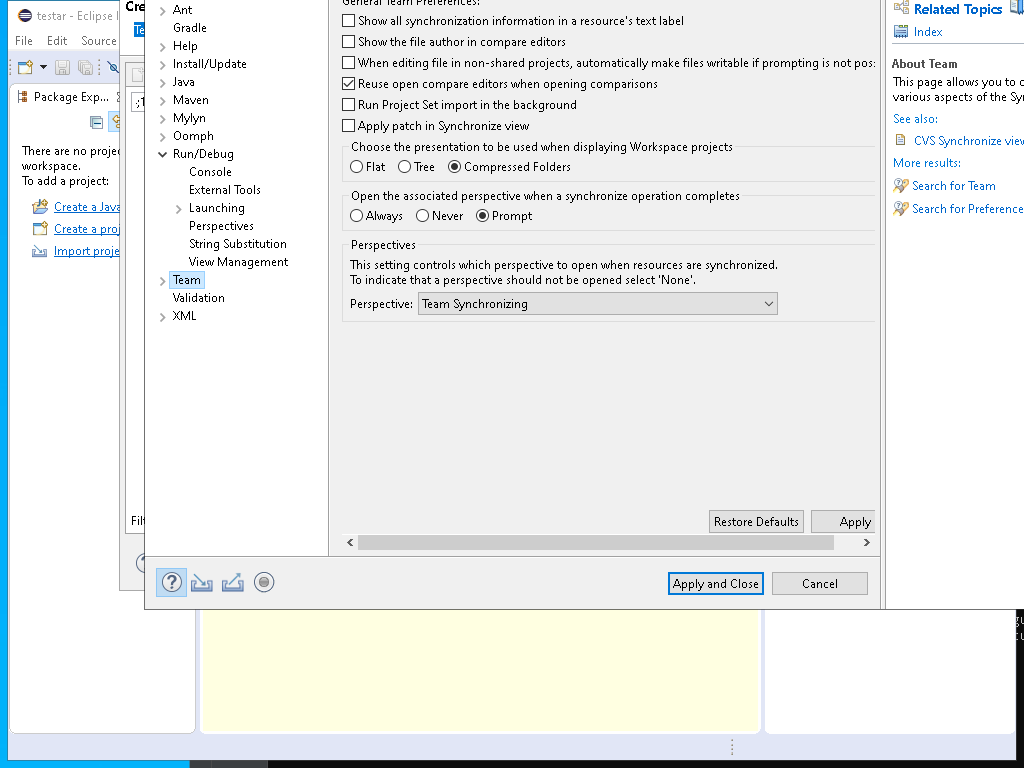 testar - Eclipse I
File Edit Source
Package Exp...
There are no proje
workspace.
To add a project:
Create a Java
Create a proj
Import proje
Cre
Te
Filt
Ant
Gradle
Help
Install/Update
Java
Maven
Mylyn
Oomph
Run/Debug
Console
External Tools
Launching
Perspectives
String Substitution
View Management
Team
Validation
XML
General Team Preferences:
Show all synchronization information in a resource's text label
Show the file author in compare editors
When editing file in non-shared projects, automatically make files writable if prompting is not pos:
Reuse open compare editors when opening comparisons
Run Project Set import in the background
Apply patch in Synchronize view
Choose the presentation to be used when displaying Workspace projects
Flat Tree Compressed Folders
Open the associated perspective when a synchronize operation completes
Always Never Prompt
Perspectives
This setting controls which perspective to open when resources are synchronized.
To indicate that a perspective should not be opened select 'None'.
Perspective: Team Synchronizing
Restore Defaults Apply
Apply and Close Cancel
Related Topics
Index
About Team
This page allows you to c
various aspects of the Syn
See also:
CVS Synchronize view
More results:
Search for Team
Search for Preference